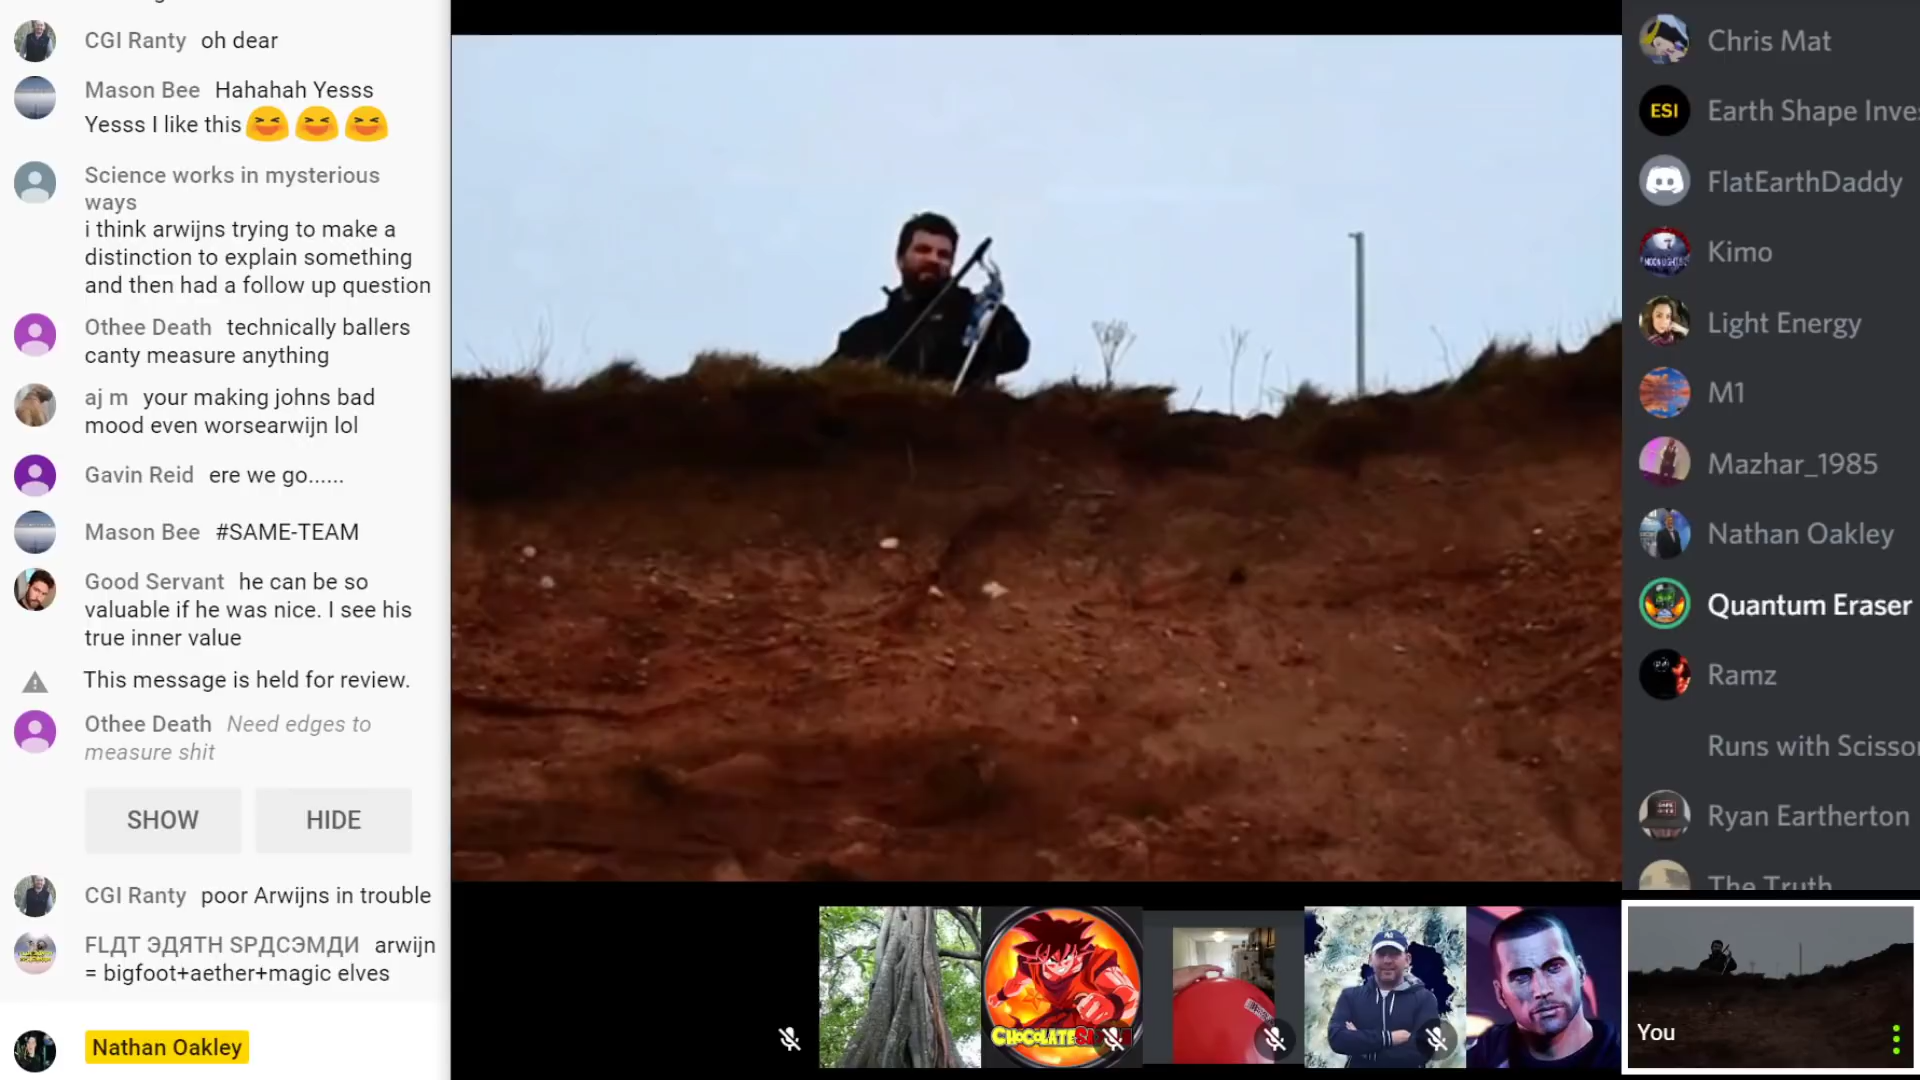 CGI Ranty oh dear
Mason Bee Hahahah Yesss
Yesss I like this
Science works in mysterious
ways
i think arwijns trying to make a
distinction to explain something
and then had a follow up question
Othee Death technically ballers
canty measure anything
aj m your making johns bad
mood even worsearwijn lol
Gavin Reid ere we go......
Mason Bee #SAME-TEAM
Good Servant he can be so
valuable if he was nice. I see his
true inner value
This message is held for review.
Othee Death Need edges to
measure shit
SHOW HIDE
CGI Ranty poor Arwijns in trouble
FLДT ЭДЯTH SPДCЭMДИ arwijn
= bigfoot+aether+magic elves
Nathan Oakley
Chris Mat
ESI
Earth Shape Inves
FlatEarthDaddy
Kimo
Light Energy
M1
Mazhar_1985
Nathan Oakley
Quantum Eraser
Ramz
Runs with Scissor
Ryan Eartherton
The Truth
You